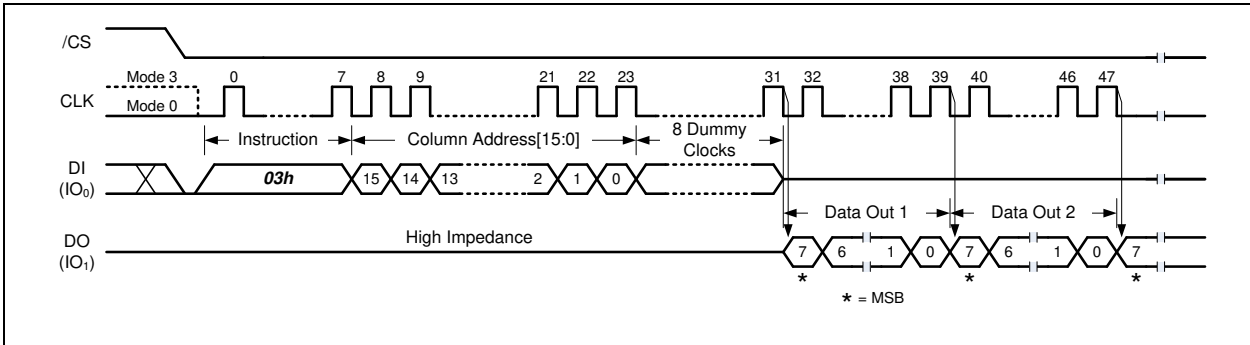 /CS
Mode 3 0 7 8 9 21 22 23 31 32 38 39 40 46 47
CLK
Mode 0
8 Dummy
Instruction Column Address[15:0]
Clocks
DI
(IO0)
03h 15 14 13 2 1 0
Data Out 1 Data Out 2
DO
(IO1)
High Impedance
7 6 1 0 7 6 1 0 7
* * *
* = MSB